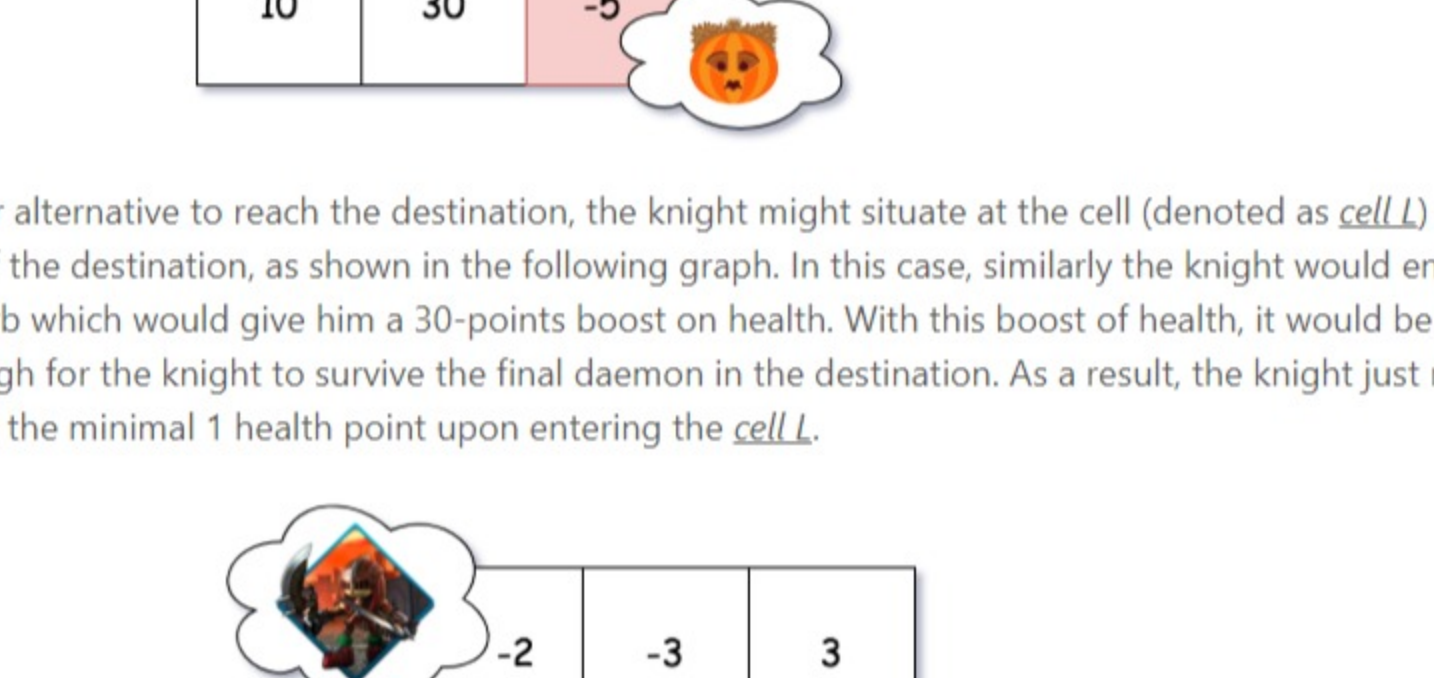 10 30 -5
alternative to reach the destination, the knight might situate at the cell (denoted as cell L)
the destination, as shown in the following graph. In this case, similarly the knight would
which would give him a 30-points boost on health. With this boost of health, it would be
for the knight to survive the final daemon in the destination. As a result, the knight just
the minimal 1 health point upon entering the cell L.
-2 -3 3